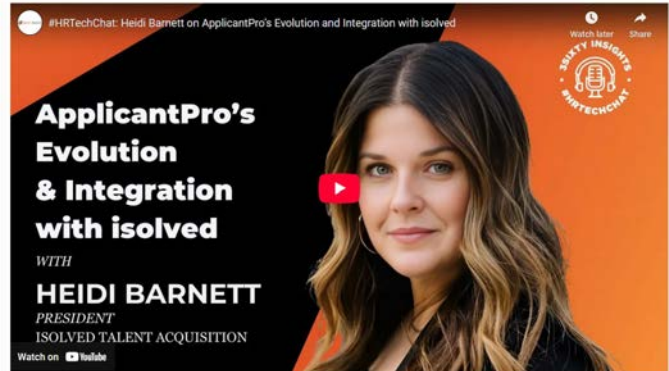 #HRTechChat: Heidi Barnett on ApplicantPro's Evolution and Integration with isolved
Watch later
Share
3SIXTY INSIGHTS
#HRTECHCHAT
ApplicantPro's
Evolution
& Integration
with isolved
WITH
HEIDI BARNETT
PRESIDENT
ISOLVED TALENT ACQUISITION
Watch on YouTube